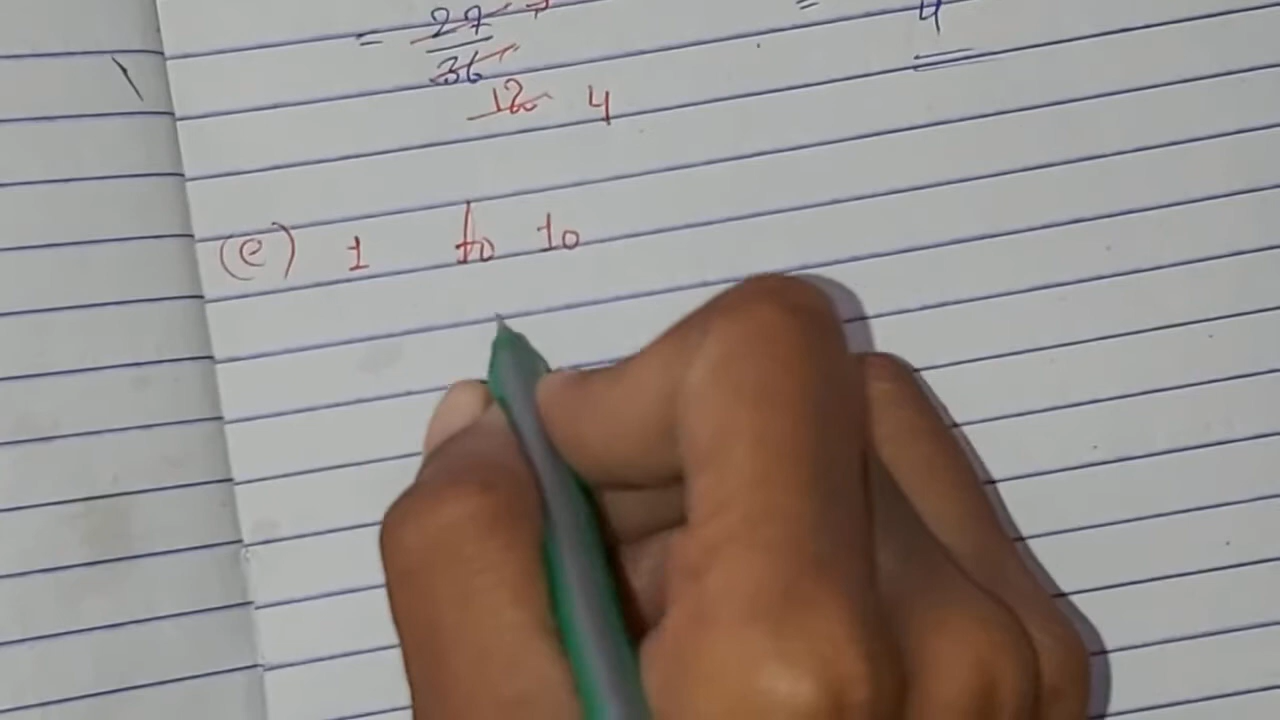 = 27
36
= 4
12 4
(e) 1 to 10